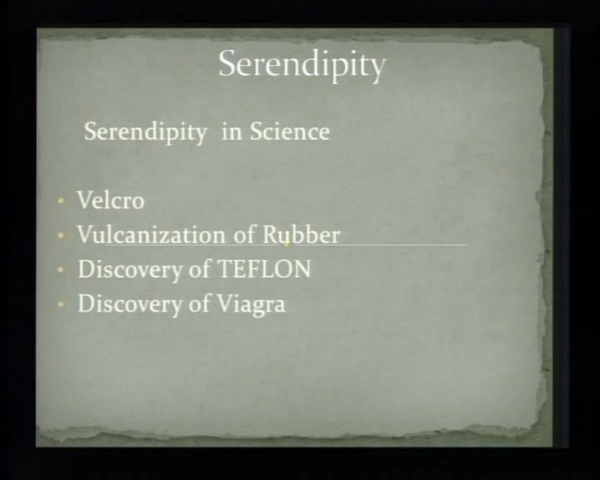 Serendipity
Serendipity in Science
• Velcro
• Vulcanization of Rubber
• Discovery of TEFLON
• Discovery of Viagra